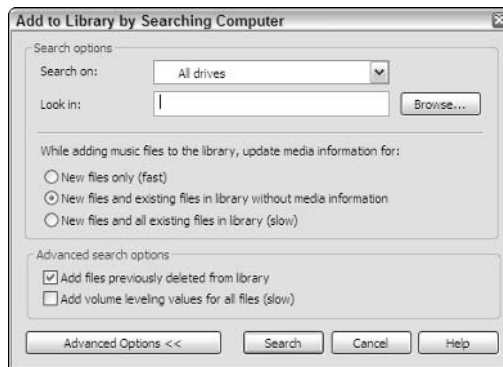 Add to Library by Searching Computer
Search options
Search on: All drives
Look in: Browse...
While adding music files to the library, update media information for:
New files only (fast)
New files and existing files in library without media information
New files and all existing files in library (slow)
Advanced search options
Add files previously deleted from library
Add volume leveling values for all files (slow)
Advanced Options << Search Cancel Help